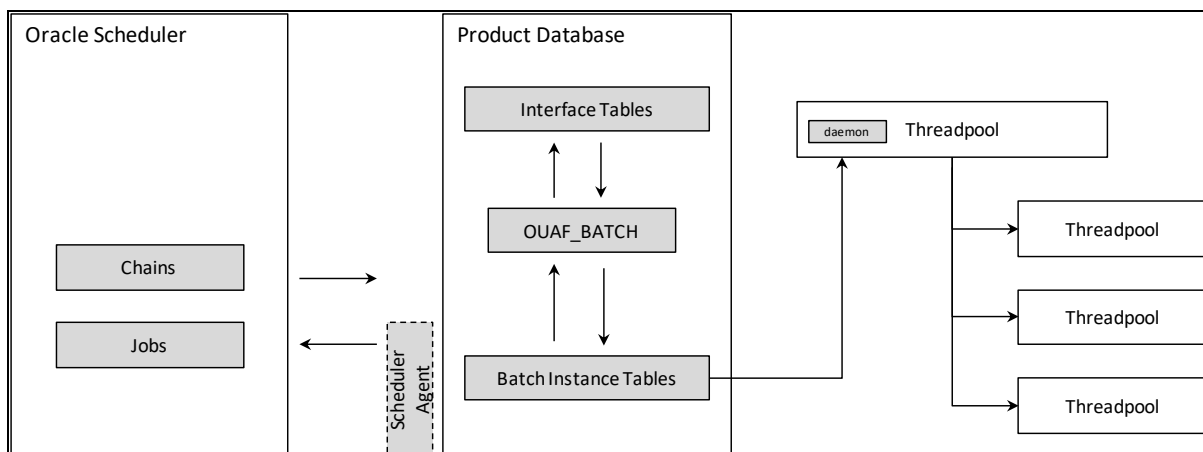 Oracle Scheduler
Chains
Jobs
Scheduler
Agent
Product Database
Interface Tables
OUAF_BATCH
Batch Instance Tables
daemon
Threadpool
Threadpool
Threadpool
Threadpool